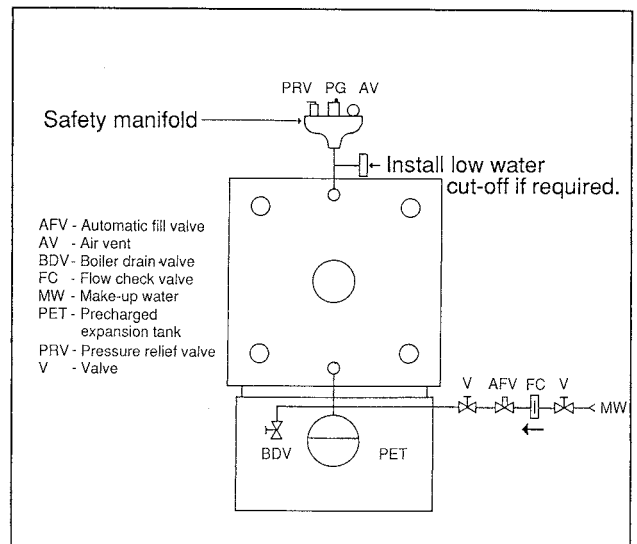 PRV PG AV
Safety manifold
Install low water
cut-off if required.
AFV - Automatic fill valve
AV - Air vent
BDV - Boiler drain valve
FC - Flow check valve
MW - Make-up water
PET - Precharged
expansion tank
PRV - Pressure relief valve
V - Valve
V AFV FC V
MW
BDV
PET